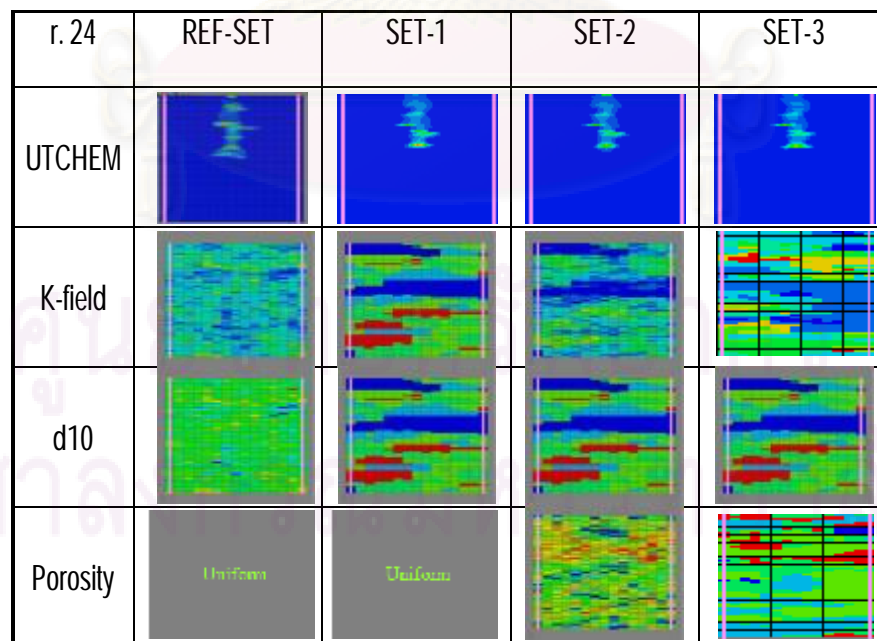 r. 24 REF-SET SET-1 SET-2 SET-3
UTCHEM
K-field
d10
Porosity Uniform Uniform